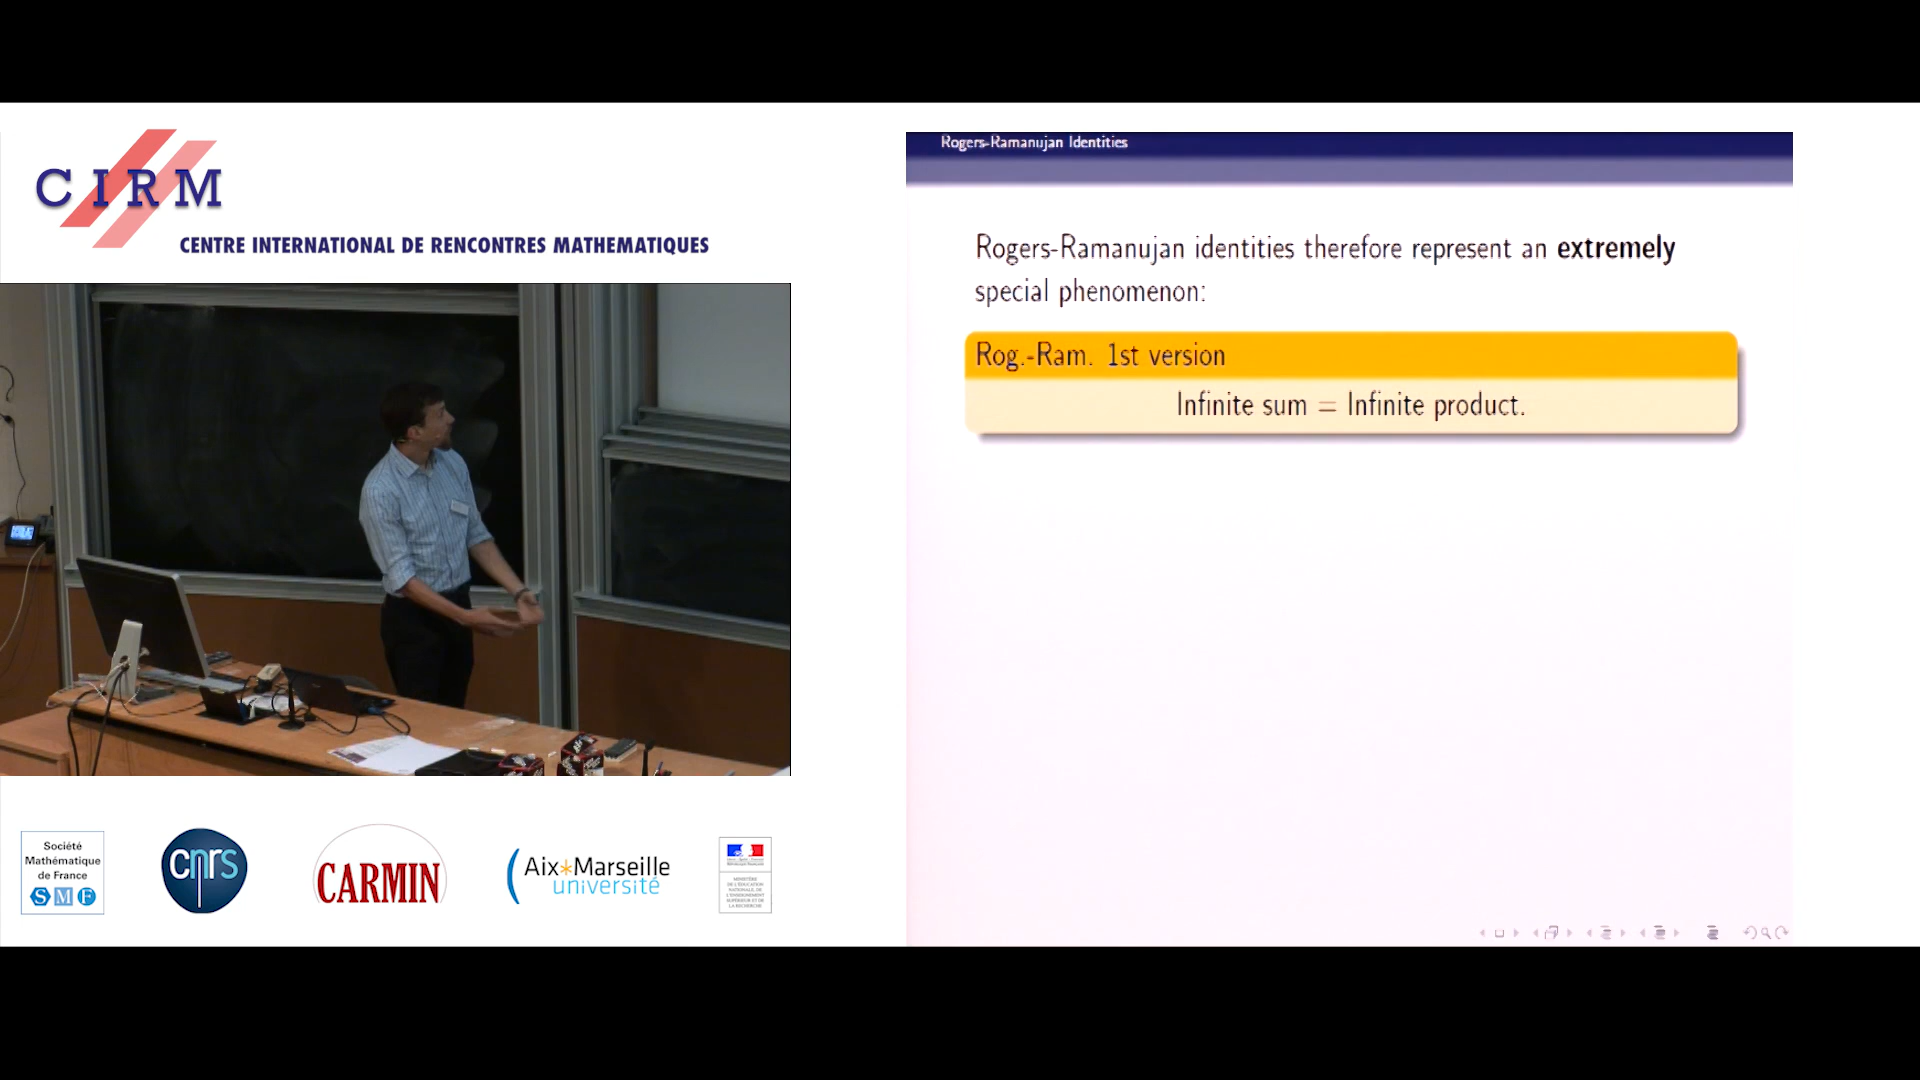 CIRM
CENTRE INTERNATIONAL DE RENCONTRES MATHEMATIQUES
Rogers-Ramanujan Identities
Rogers-Ramanujan identities therefore represent an extremely
special phenomenon:
Rog.-Ram. 1st version
Infinite sum = Infinite product.
Société
Mathématique
de France
SMF
cnrs
CARMIN
Aix*Marseille
université